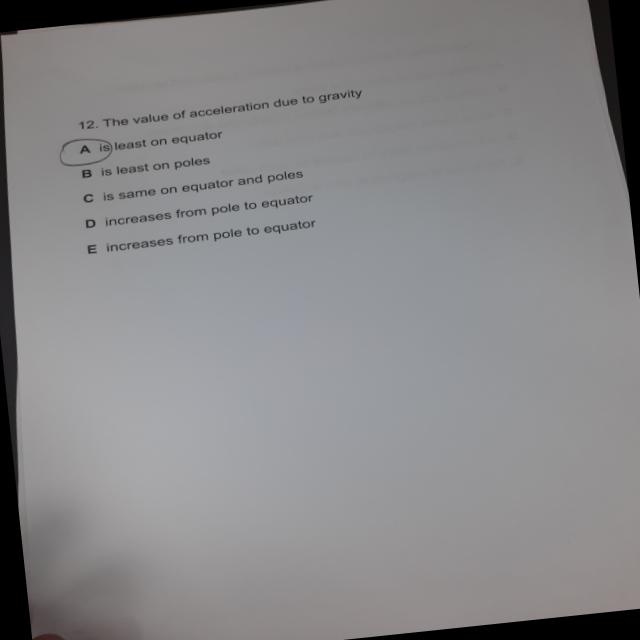 12. The value of acceleration due to gravity
A is least on equator
B is least on poles
C is same on equator and poles
D increases from pole to equator
E increases from pole to equator